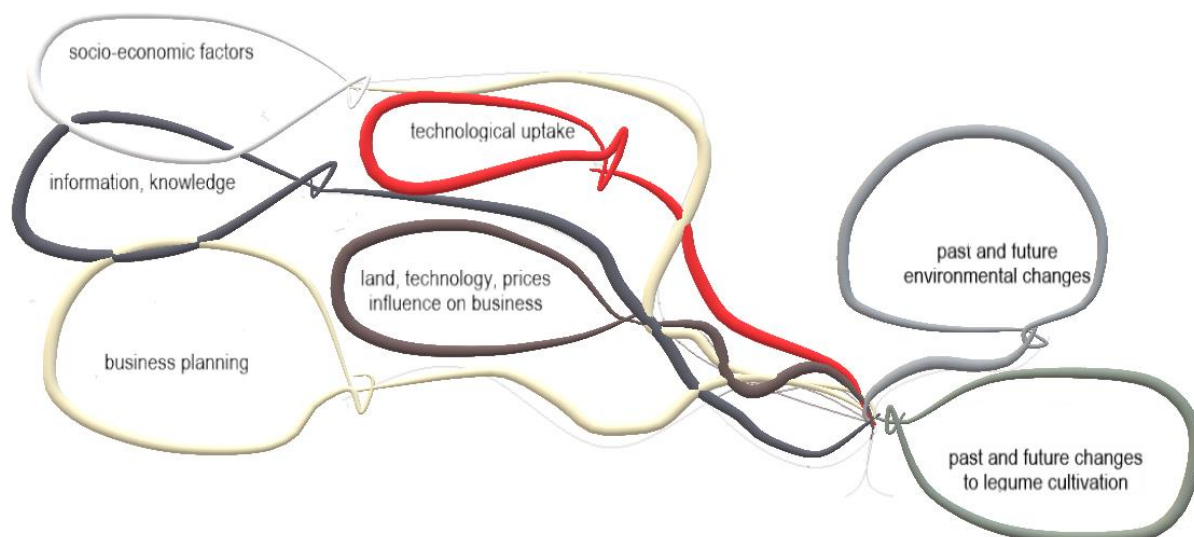 socio-economic factors
technological uptake
information, knowledge
land, technology, prices
influence on business
past and future
environmental changes
business planning
past and future changes
to legume cultivation